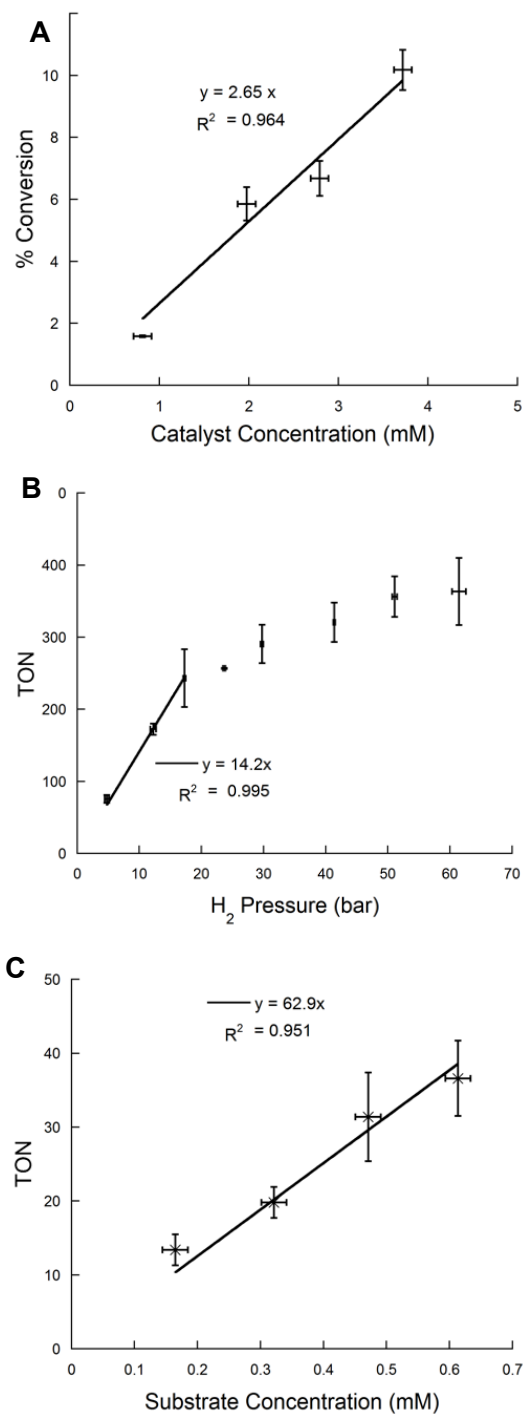 A
12
10
8
6
4
2
0
% Conversion
y = 2.65 x
R² = 0.964
0 1 2 3 4 5
Catalyst Concentration (mM)
B
0
400
300
200
100
0
TON
y = 14.2x
R² = 0.995
0 10 20 30 40 50 60 70
H₂ Pressure (bar)
C
50
40
30
20
10
0
TON
y = 62.9x
R² = 0.951
0 0.1 0.2 0.3 0.4 0.5 0.6 0.7
Substrate Concentration (mM)